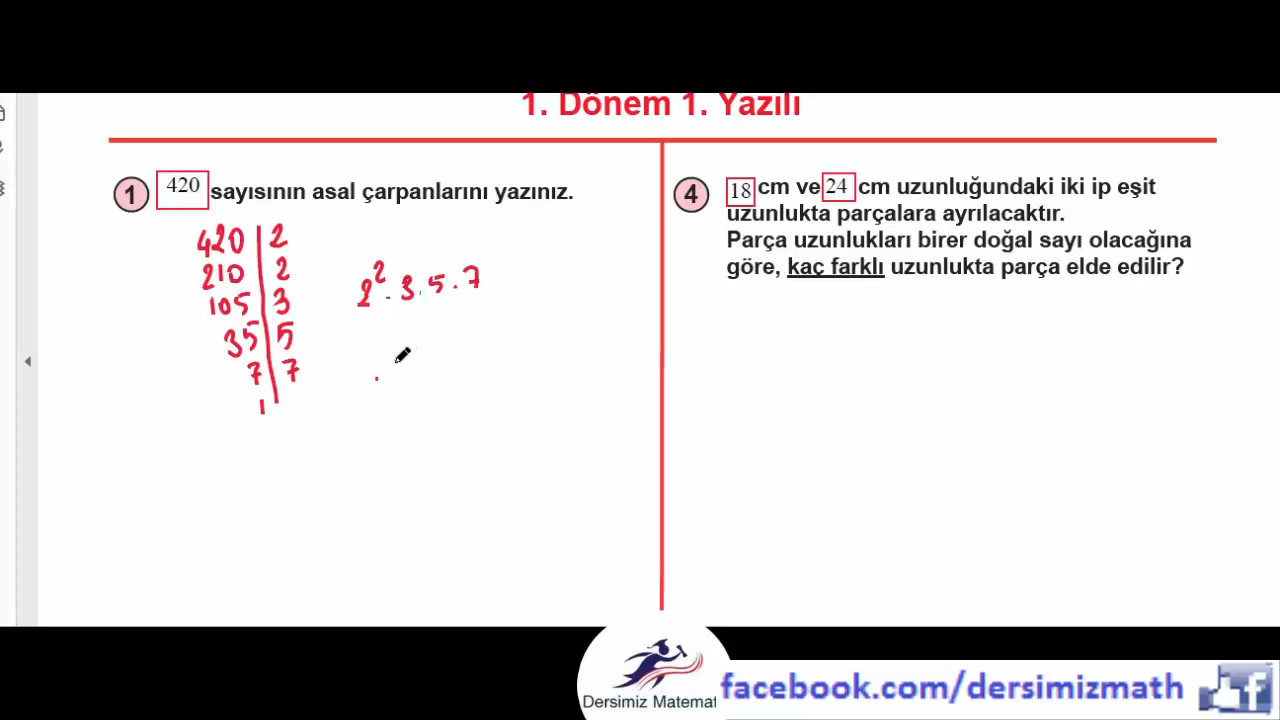 1. Dönem 1. Yazılı
1 420 sayısının asal çarpanlarını yazınız.
420 | 2
210 | 2
105 | 3
35 | 5
7 | 7
1
2² . 3 . 5 . 7
4 18 cm ve 24 cm uzunluğundaki iki ip eşit
uzunlukta parçalara ayrılacaktır.
Parça uzunlukları birer doğal sayı olacağına
göre, kaç farklı uzunlukta parça elde edilir?
Dersimiz Matemat
facebook.com/dersimizmath